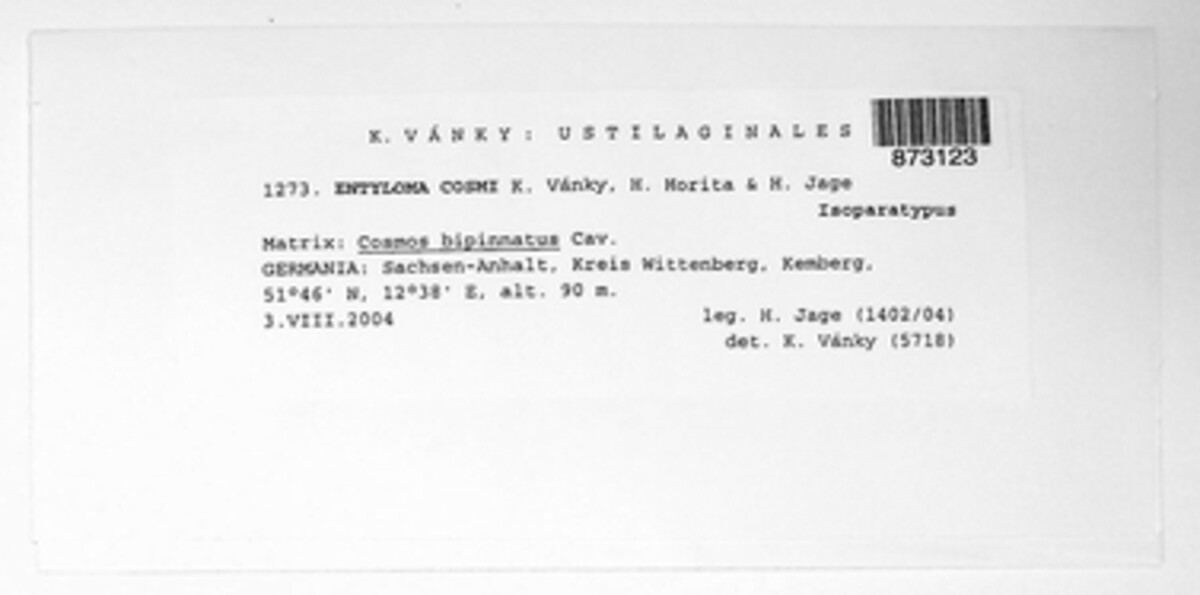 K. VÁNKY: USTILAGINALES
873123
1273. ENTYLOMA COSMI K. Vánky, H. Horita & H. Jage
Isoparatypus
Matrix: Cosmos bipinnatus Cav.
GERMANIA: Sachsen-Anhalt, Kreis Wittenberg, Kemberg,
51°46' N, 12°38' E, alt. 90 m.
3.VIII.2004 leg. H. Jage (1402/04)
det. K. Vánky (5718)